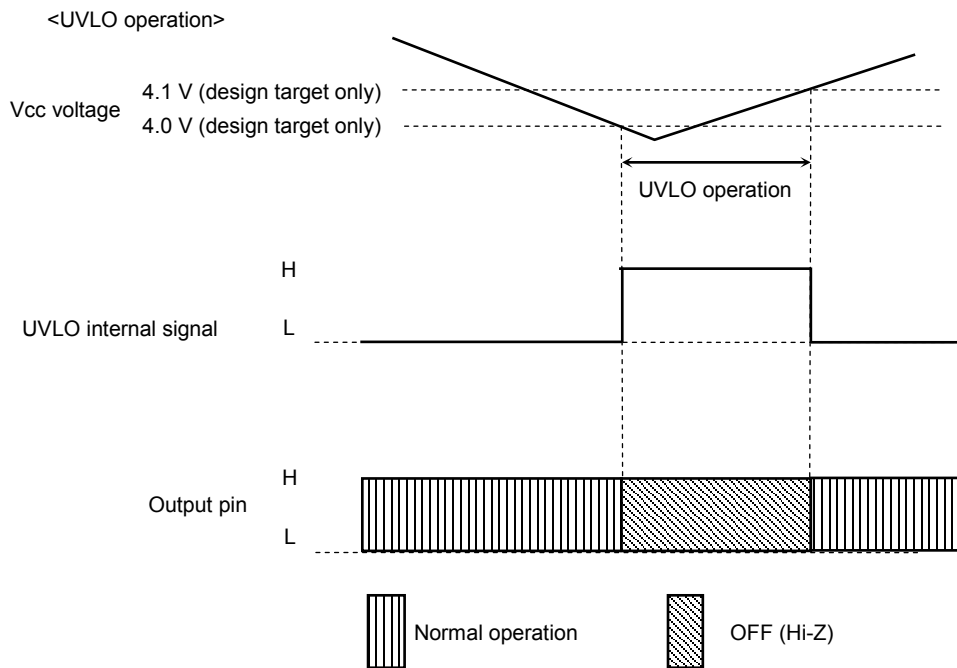 <UVLO operation>
4.1 V (design target only)
Vcc voltage
4.0 V (design target only)
UVLO operation
H
UVLO internal signal
L
H
Output pin
L
Normal operation
OFF (Hi-Z)